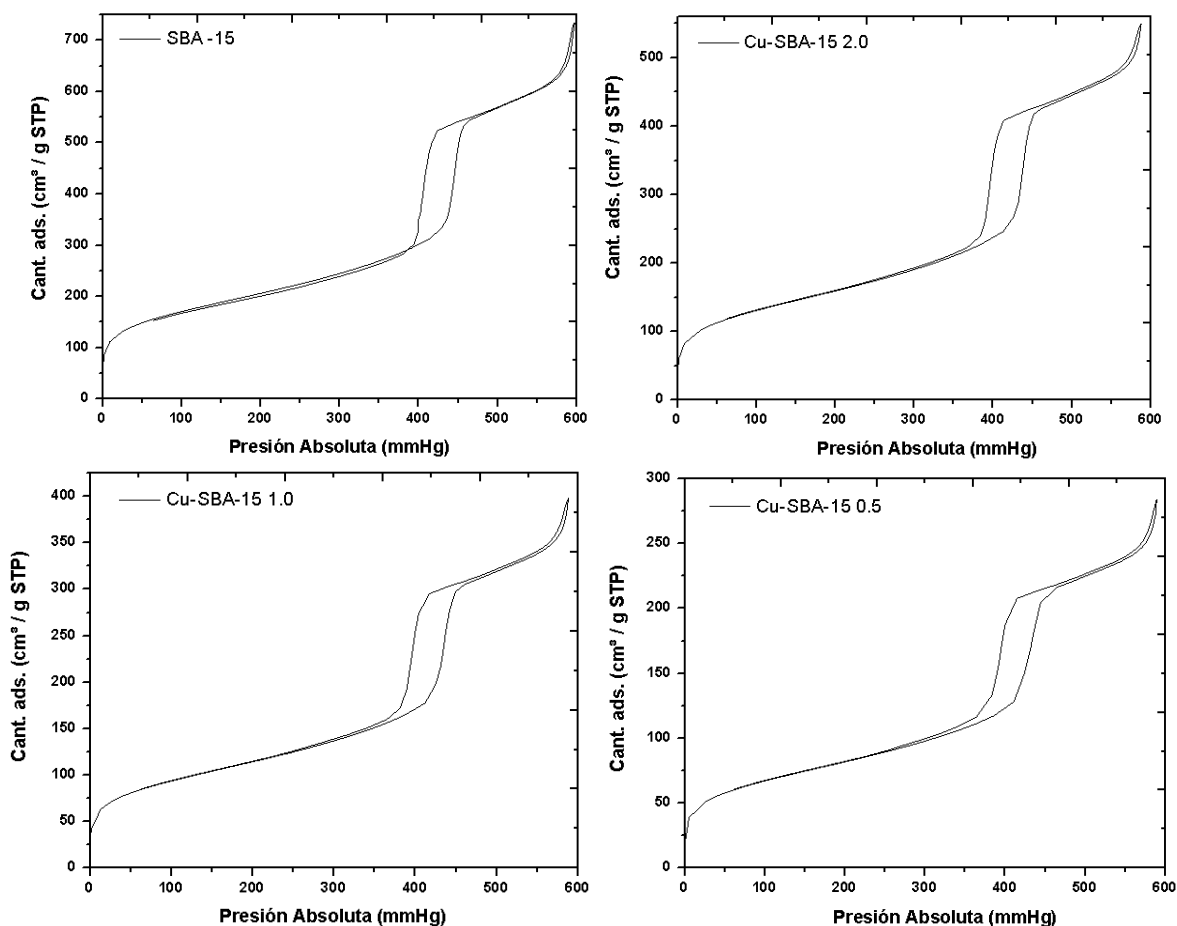 SBA -15
700
600
500
400
300
200
100
0
Cant. ads. (cm³ / g STP)
0 100 200 300 400 500 600
Presión Absoluta (mmHg)
Cu-SBA-15 2.0
500
400
300
200
100
0
Cant. ads. (cm³ / g STP)
0 100 200 300 400 500 600
Presión Absoluta (mmHg)
Cu-SBA-15 1.0
400
350
300
250
200
150
100
50
0
Cant. ads. (cm³ / g STP)
0 100 200 300 400 500 600
Presión Absoluta (mmHg)
Cu-SBA-15 0.5
300
250
200
150
100
50
0
Cant. ads. (cm³ / g STP)
0 100 200 300 400 500 600
Presión Absoluta (mmHg)